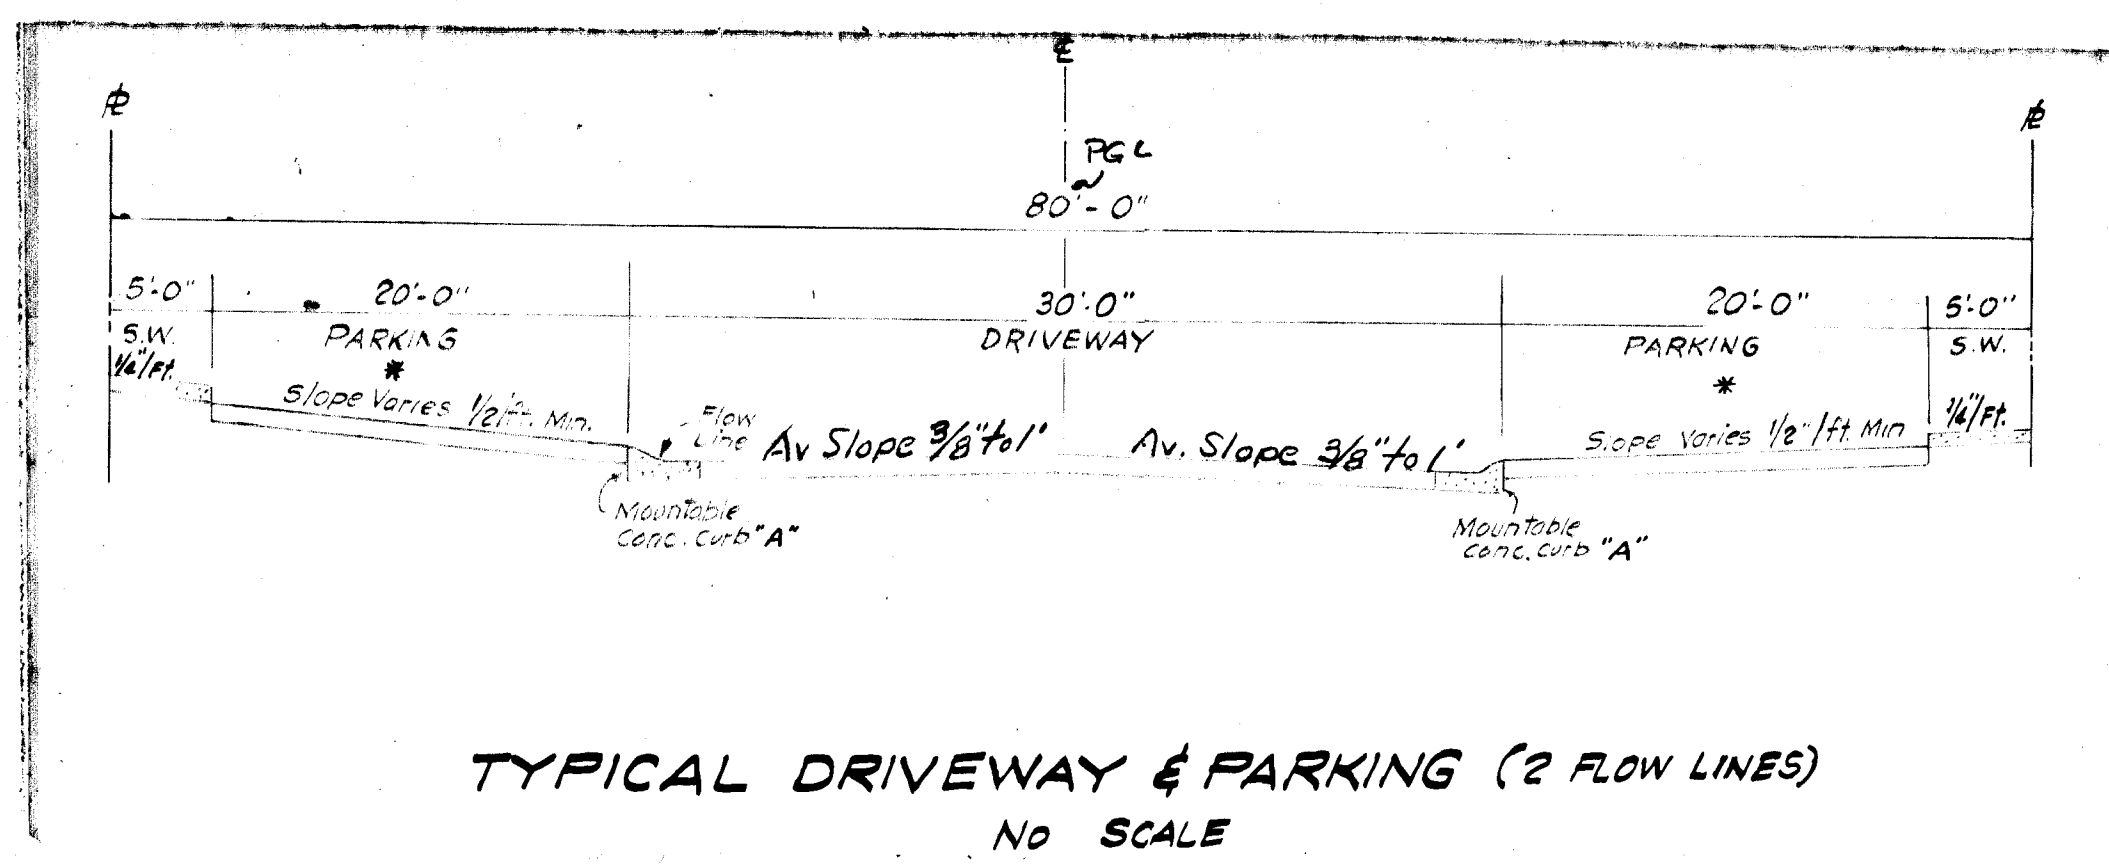 ℄
⅊ ⅊
PGL
80'-0"
5'-0" 20'-0" 30'-0" 20'-0" 5'-0"
S.W. PARKING DRIVEWAY PARKING S.W.
1/4"/Ft. * * 1/4"/Ft.
Slope Varies 1/2"/ft. Min. Slope Varies 1/2"/ft. Min
Flow
Line
Av Slope 3/8" to 1' Av. Slope 3/8" to 1'
Mountable
Conc. Curb "A"
Mountable
Conc. Curb "A"
TYPICAL DRIVEWAY & PARKING (2 FLOW LINES)
NO SCALE